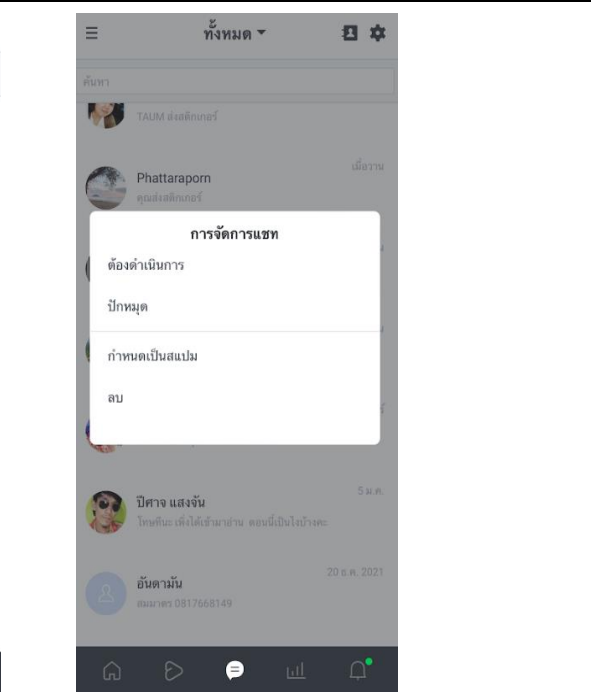 ทั้งหมด
ค้นหา
TAUM ส่งสติกเกอร์
เมื่อวาน
Phattaraporn
คุณส่งสติกเกอร์
การจัดการแชท
ต้องดำเนินการ
ปักหมุด
กำหนดเป็นสแปม
ลบ
5 ม.ค.
ปีศาจ แสงจัน
โทษทีนะ เพิ่งได้เข้ามาอ่าน ตอนนี้เป็นไงบ้างคะ
20 ธ.ค. 2021
อันดามัน
สมมาตร 0817668149